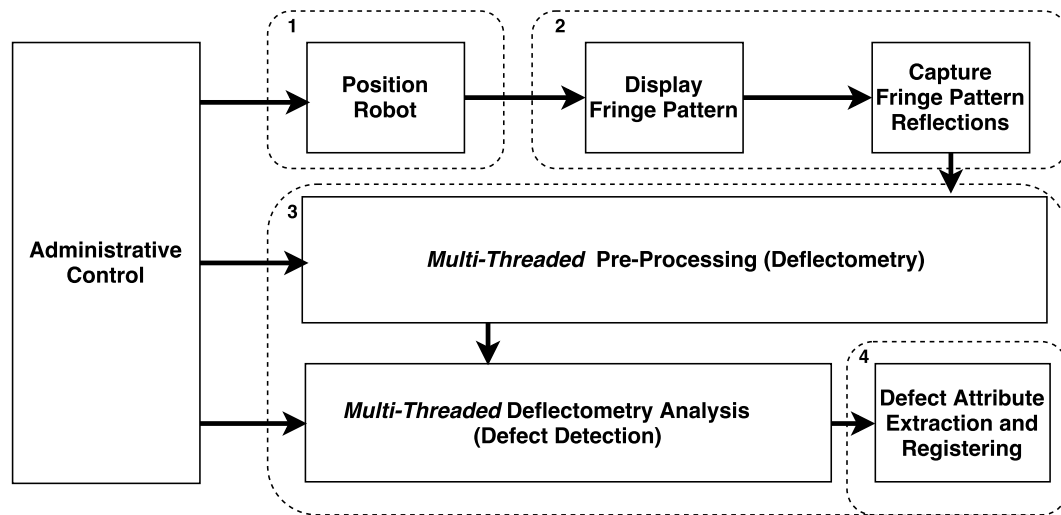 1
2
Position
Robot
Display
Fringe Pattern
Capture
Fringe Pattern
Reflections
Administrative
Control
3
Multi-Threaded Pre-Processing (Deflectometry)
Multi-Threaded Deflectometry Analysis
(Defect Detection)
4
Defect Attribute
Extraction and
Registering